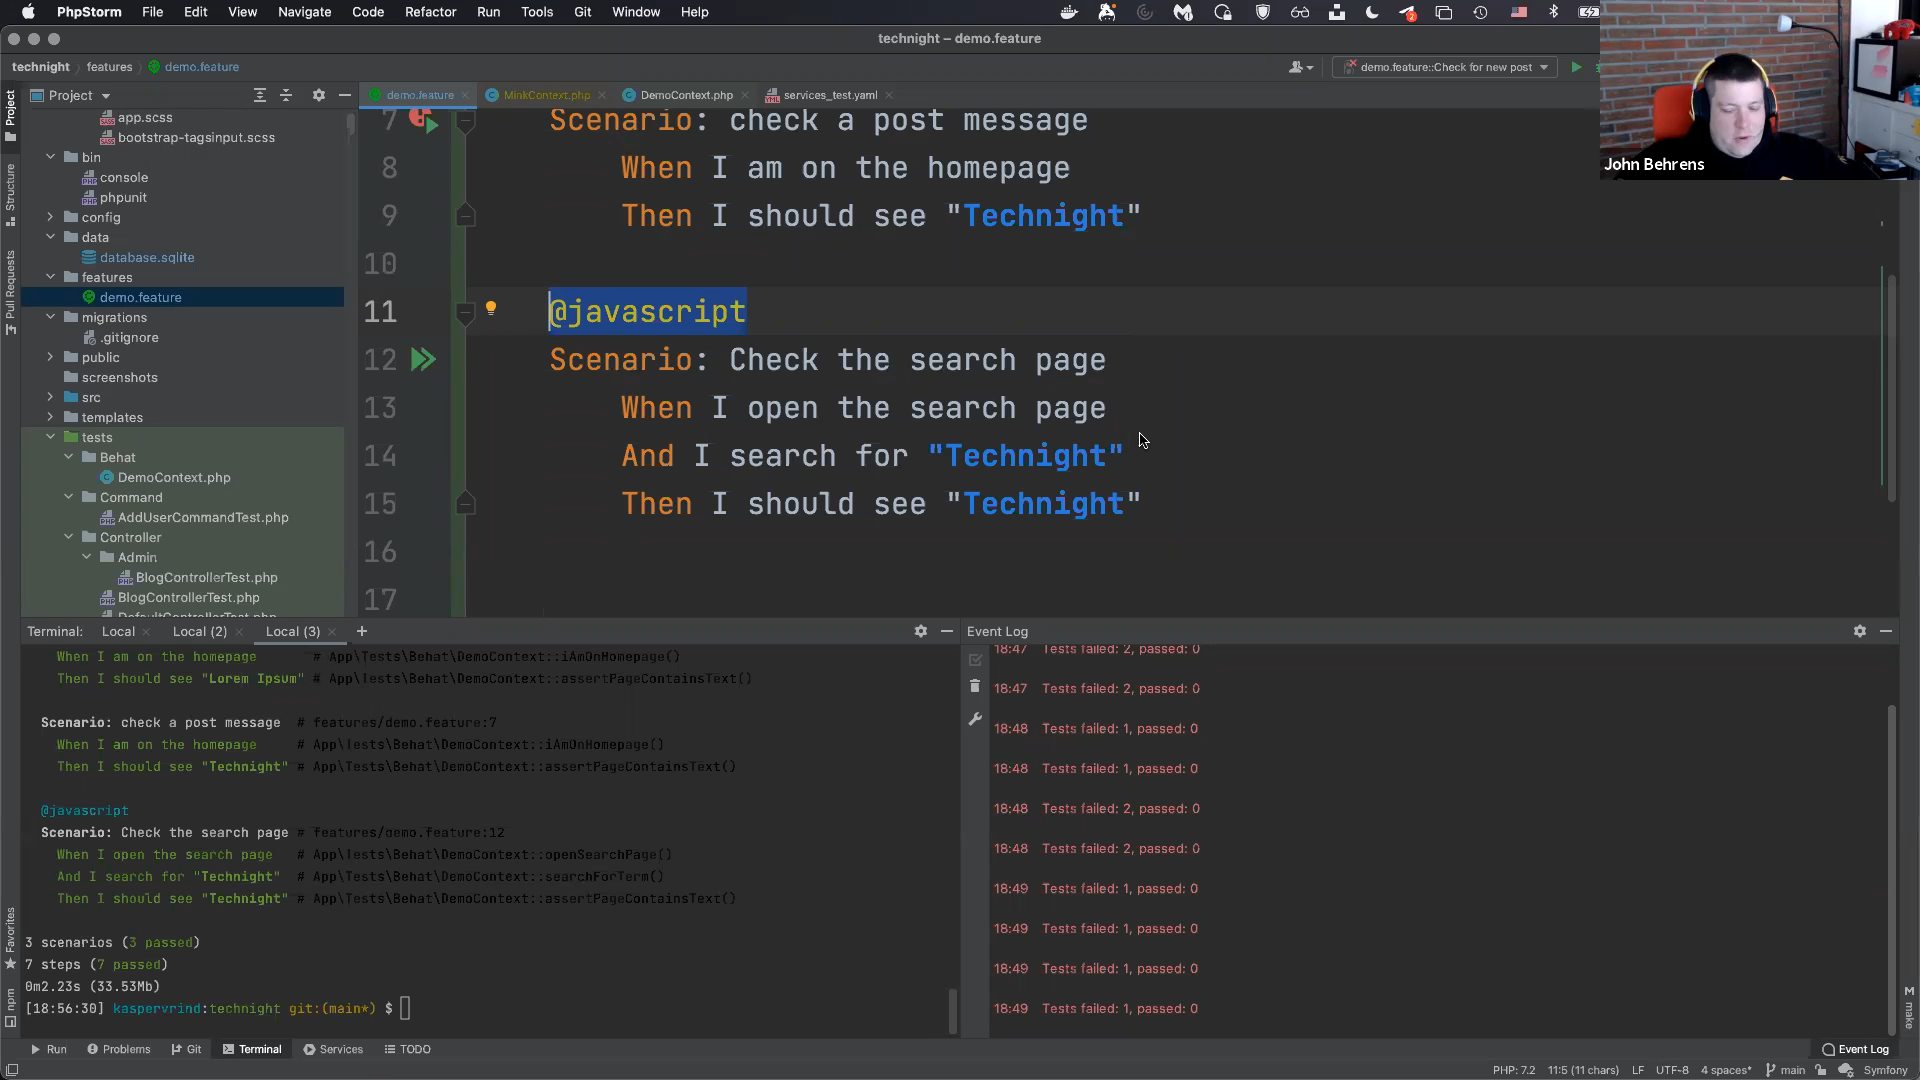 PhpStorm File Edit View Navigate Code Refactor Run Tools Git Window Help
technight – demo.feature
technight features demo.feature
demo.feature::Check for new post
Project
demo.feature MinkContext.php DemoContext.php services_test.yaml
app.scss
bootstrap-tagsinput.scss
bin
console
phpunit
config
data
database.sqlite
features
demo.feature
migrations
.gitignore
public
screenshots
src
templates
tests
Behat
DemoContext.php
Command
AddUserCommandTest.php
Controller
Admin
BlogControllerTest.php
BlogControllerTest.php
DefaultControllerTest.php
Project
Structure
Pull Requests
Favorites
npm
7 Scenario: check a post message
8 When I am on the homepage
9 Then I should see "Technight"
10
11 @javascript
12 Scenario: Check the search page
13 When I open the search page
14 And I search for "Technight"
15 Then I should see "Technight"
16
17
John Behrens
Terminal: Local Local (2) Local (3) +
When I am on the homepage # App\Tests\Behat\DemoContext::iAmOnHomepage()
Then I should see "Lorem Ipsum" # App\Tests\Behat\DemoContext::assertPageContainsText()
Scenario: check a post message # features/demo.feature:7
When I am on the homepage # App\Tests\Behat\DemoContext::iAmOnHomepage()
Then I should see "Technight" # App\Tests\Behat\DemoContext::assertPageContainsText()
@javascript
Scenario: Check the search page # features/demo.feature:12
When I open the search page # App\Tests\Behat\DemoContext::openSearchPage()
And I search for "Technight" # App\Tests\Behat\DemoContext::searchForTerm()
Then I should see "Technight" # App\Tests\Behat\DemoContext::assertPageContainsText()
3 scenarios (3 passed)
7 steps (7 passed)
0m2.23s (33.53Mb)
[18:56:30] kaspervrind:technight git:(main*) $
Event Log
18:47 Tests failed: 2, passed: 0
18:47 Tests failed: 2, passed: 0
18:48 Tests failed: 1, passed: 0
18:48 Tests failed: 1, passed: 0
18:48 Tests failed: 2, passed: 0
18:48 Tests failed: 2, passed: 0
18:49 Tests failed: 1, passed: 0
18:49 Tests failed: 1, passed: 0
18:49 Tests failed: 1, passed: 0
18:49 Tests failed: 1, passed: 0
make
Run Problems Git Terminal Services TODO Event Log
PHP: 7.2 11:5 (11 chars) LF UTF-8 4 spaces* main Symfony